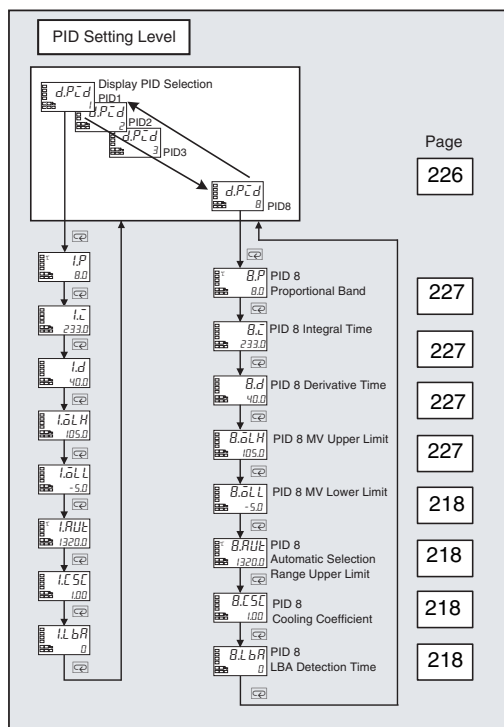 PID Setting Level
Display PID Selection
d.Pid
1
PID1
d.Pid
2
PID2
d.Pid
3
PID3
d.Pid
8
PID8
Page
226
1.P
8.0
1.i
233.0
1.d
40.0
1.oLH
105.0
1.oLL
-5.0
1.AUt
1320.0
1.CSC
1.00
1.LbA
0
8.P
8.0
PID 8
Proportional Band
227
8.i
233.0
PID 8 Integral Time
227
8.d
40.0
PID 8 Derivative Time
227
8.oLH
105.0
PID 8 MV Upper Limit
227
8.oLL
-5.0
PID 8 MV Lower Limit
218
8.AUt
1320.0
PID 8
Automatic Selection
Range Upper Limit
218
8.CSC
1.00
PID 8
Cooling Coefficient
218
8.LbA
0
PID 8
LBA Detection Time
218